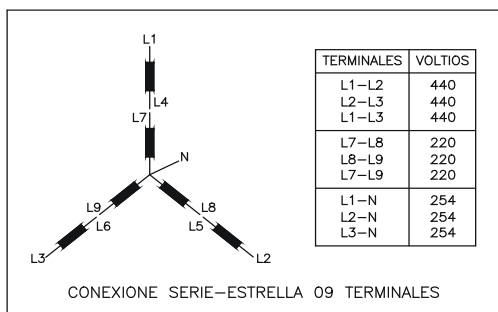 L1
L4
L7
N
L9
L6
L3
L8
L5
L2
TERMINALES VOLTIOS
L1-L2 440
L2-L3 440
L1-L3 440
L7-L8 220
L8-L9 220
L7-L9 220
L1-N 254
L2-N 254
L3-N 254
CONEXIONE SERIE-ESTRELLA 09 TERMINALES